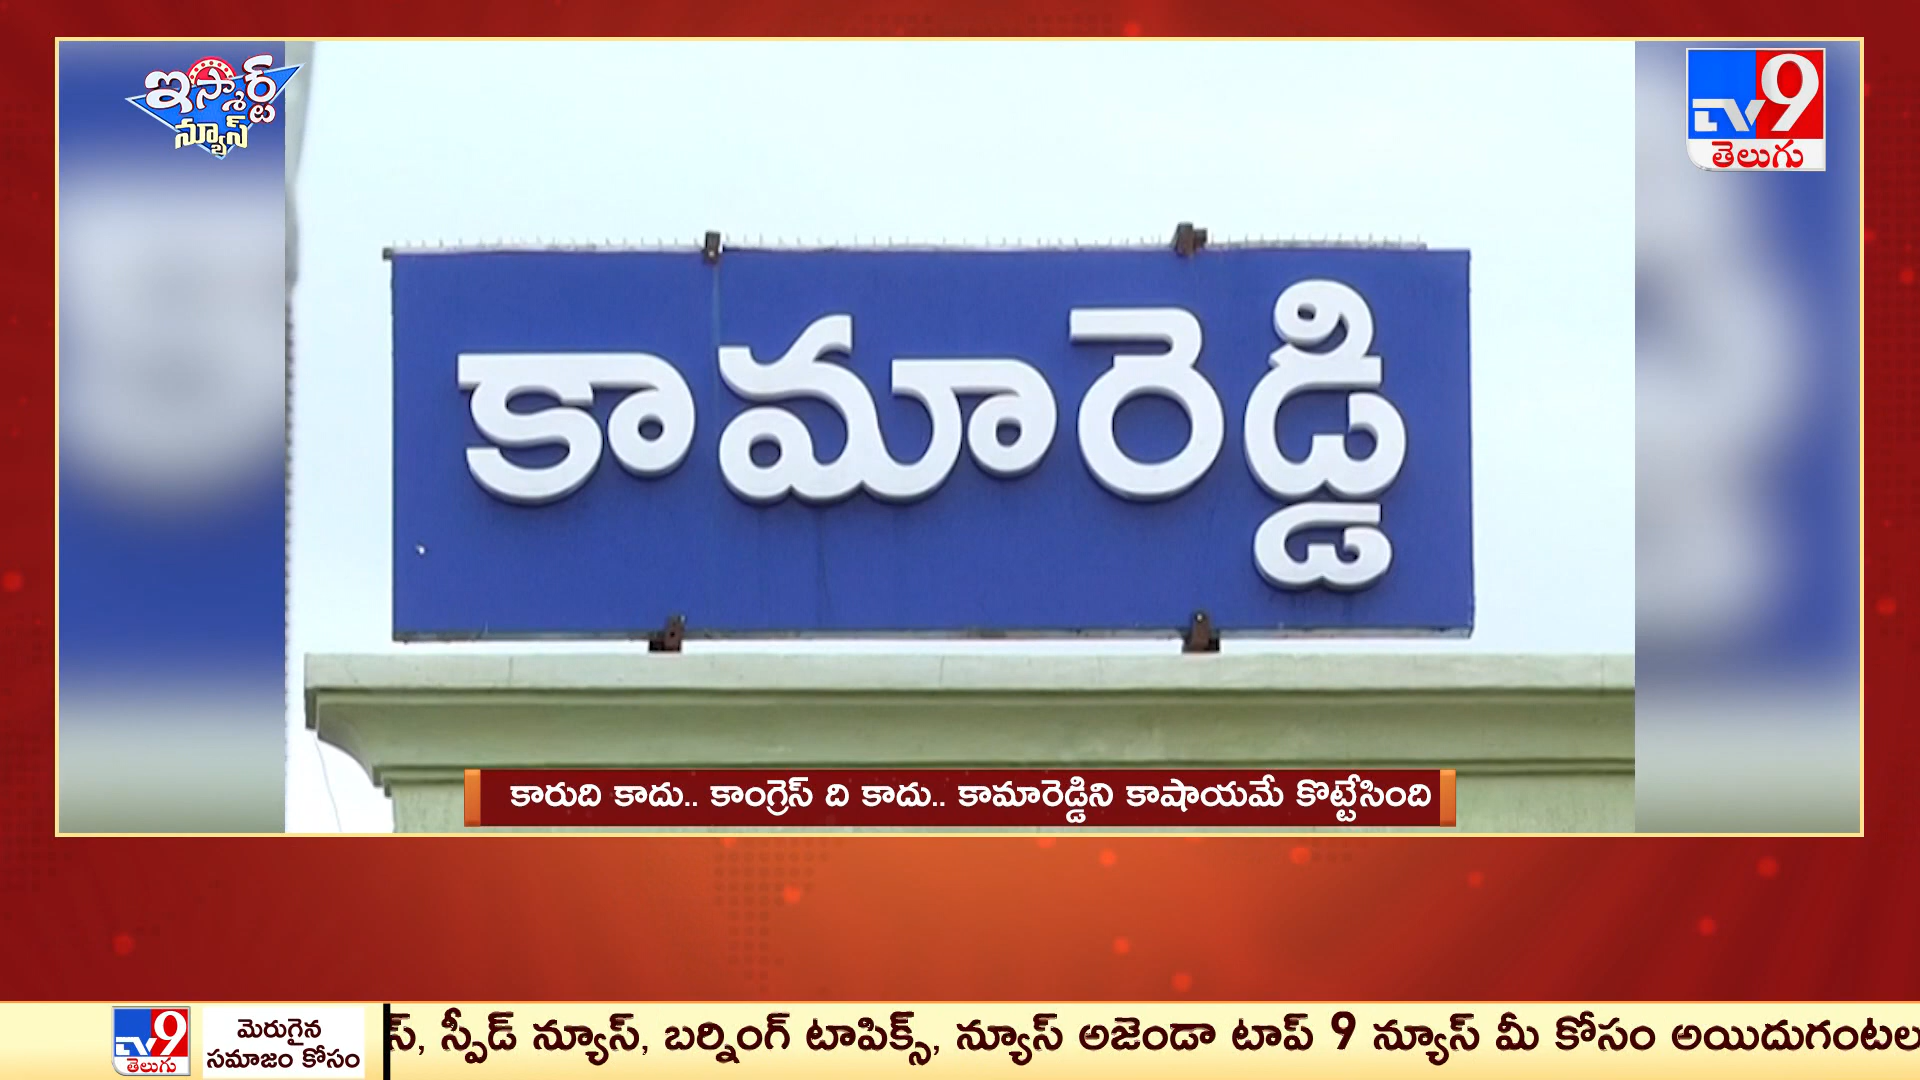 ఇస్మార్ట్
న్యూస్
TV9
తెలుగు
కామారెడ్డి
కారుది కాదు.. కాంగ్రెస్ ది కాదు.. కామారెడ్డిని కాషాయమే కొట్టేసింది
TV9
తెలుగు
మెరుగైన
సమాజం కోసం
స్, స్పీడ్ న్యూస్, బర్నింగ్ టాపిక్స్, న్యూస్ అజెండా టాప్ 9 న్యూస్ మీ కోసం అయిదుగంటల